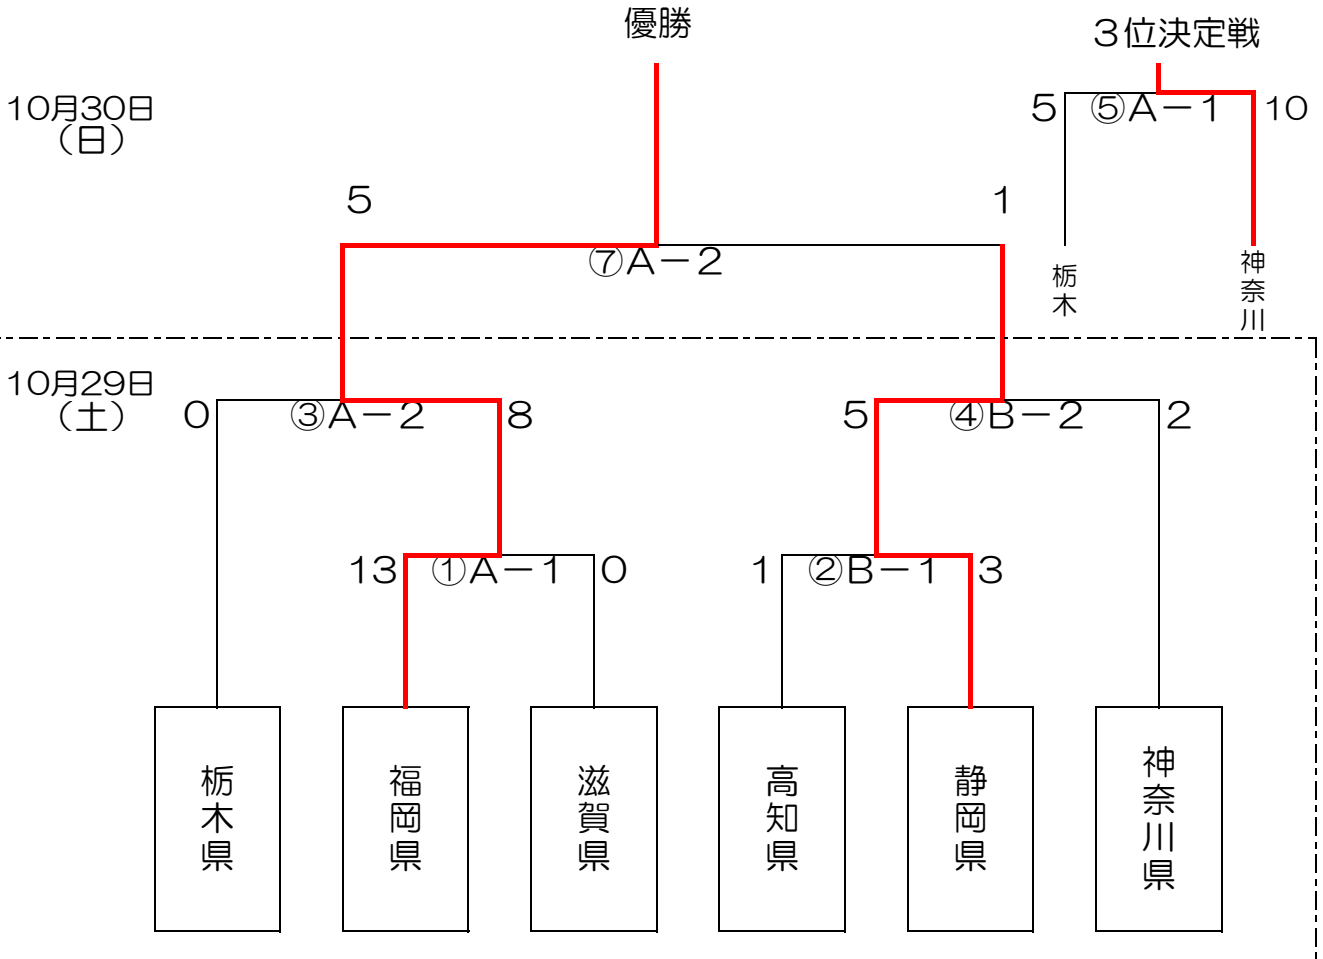 優勝
３位決定戦
10月30日
（日）
5 ⑤A－1 10
5 1
⑦A－2
栃木
神奈川
10月29日
（土）
0 ③A－2 8
5 ④B－2 2
13 ①A－1 0
1 ②B－1 3
栃木県
福岡県
滋賀県
高知県
静岡県
神奈川県